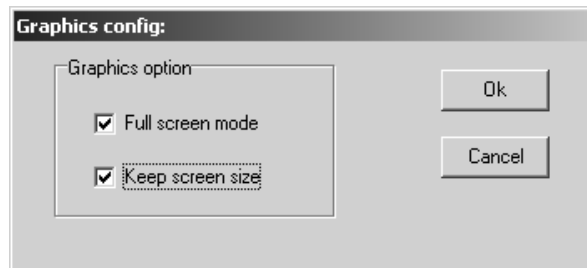 Graphics config:
Graphics option
Full screen mode
Keep screen size
Ok
Cancel